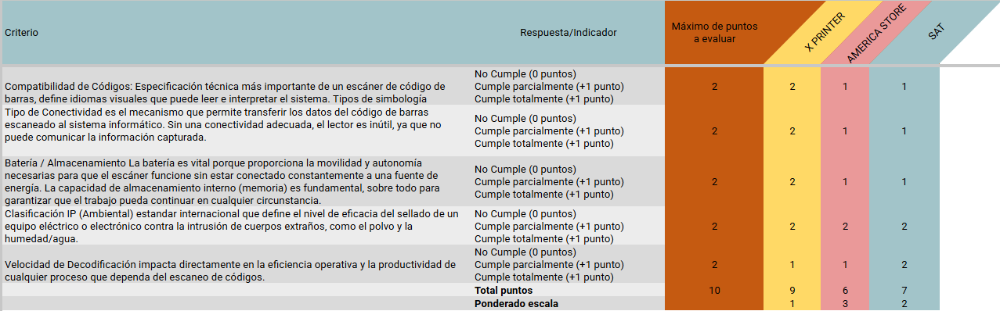 Criterio
Respuesta/Indicador
Máximo de puntos
a evaluar
X PRINTER
AMERICA STORE
SAT
Compatibilidad de Códigos: Especificación técnica más importante de un escáner de código de
barras, define idiomas visuales que puede leer e interpretar el sistema. Tipos de simbología
No Cumple (0 puntos)
Cumple parcialmente (+1 punto)
Cumple totalmente (+1 punto)
2 2 1 1
Tipo de Conectividad es el mecanismo que permite transferir los datos del código de barras
escaneado al sistema informático. Sin una conectividad adecuada, el lector es inútil, ya que no
puede comunicar la información capturada.
No Cumple (0 puntos)
Cumple parcialmente (+1 punto)
Cumple totalmente (+1 punto)
2 2 1 1
Batería / Almacenamiento La batería es vital porque proporciona la movilidad y autonomía
necesarias para que el escáner funcione sin estar conectado constantemente a una fuente de
energía. La capacidad de almacenamiento interno (memoria) es fundamental, sobre todo para
garantizar que el trabajo pueda continuar en cualquier circunstancia.
No Cumple (0 puntos)
Cumple parcialmente (+1 punto)
Cumple totalmente (+1 punto)
2 2 1 1
Clasificación IP (Ambiental) estandar internacional que define el nivel de eficacia del sellado de un
equipo eléctrico o electrónico contra la intrusión de cuerpos extraños, como el polvo y la
humedad/agua.
No Cumple (0 puntos)
Cumple parcialmente (+1 punto)
Cumple totalmente (+1 punto)
2 2 2 2
Velocidad de Decodificación impacta directamente en la eficiencia operativa y la productividad de
cualquier proceso que dependa del escaneo de códigos.
No Cumple (0 puntos)
Cumple parcialmente (+1 punto)
Cumple totalmente (+1 punto)
2 1 1 2
Total puntos 10 9 6 7
Ponderado escala 1 3 2